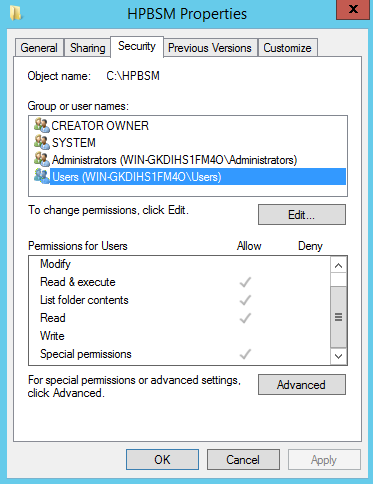 HPBSM Properties
x
General Sharing Security Previous Versions Customize
Object name: C:\HPBSM
Group or user names:
CREATOR OWNER
SYSTEM
Administrators (WIN-GKDIHS1FM4O\Administrators)
Users (WIN-GKDIHS1FM4O\Users)
To change permissions, click Edit.
Edit...
Permissions for Users Allow Deny
Modify
Read & execute
List folder contents
Read
Write
Special permissions
For special permissions or advanced settings,
click Advanced.
Advanced
OK Cancel Apply